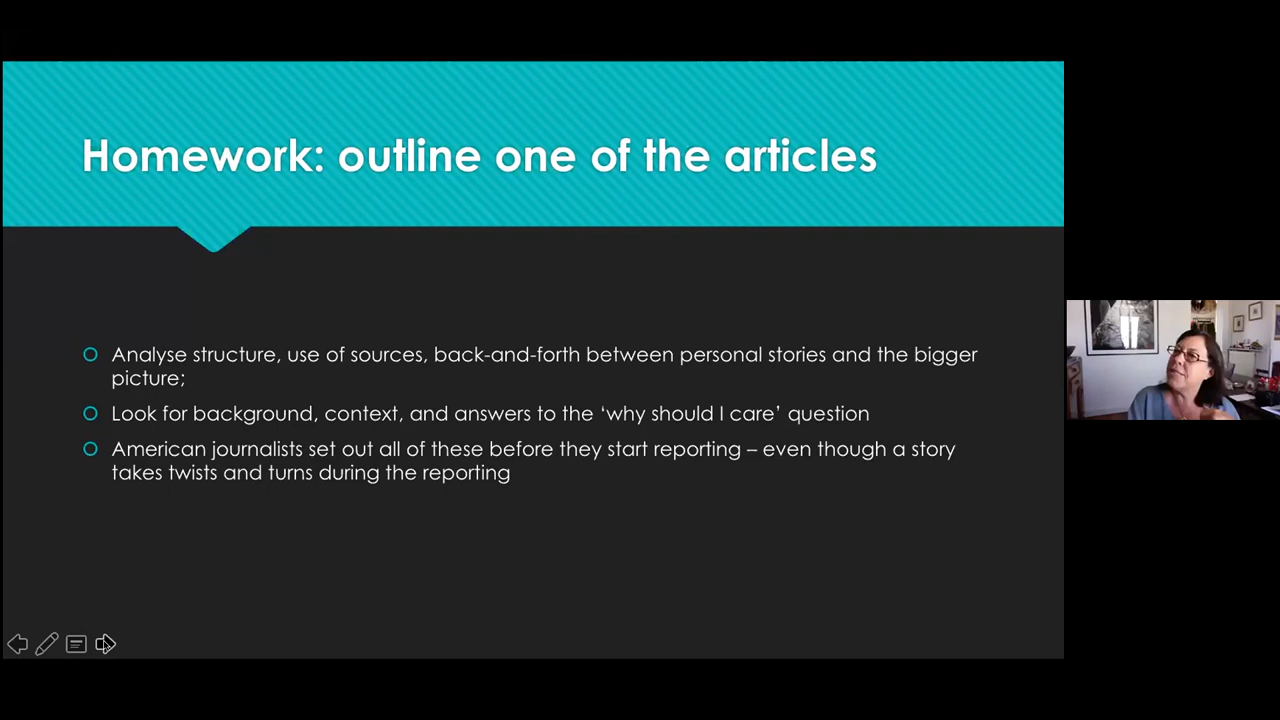 Homework: outline one of the articles
Analyse structure, use of sources, back-and-forth between personal stories and the bigger
picture;
Look for background, context, and answers to the ‘why should I care’ question
American journalists set out all of these before they start reporting – even though a story
takes twists and turns during the reporting